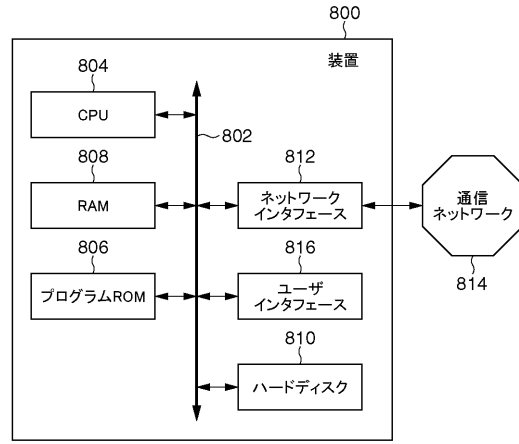 800
装置
804
CPU
802
808
RAM
812
ネットワーク
インタフェース
通信
ネットワーク
814
806
プログラムROM
816
ユーザ
インタフェース
810
ハードディスク